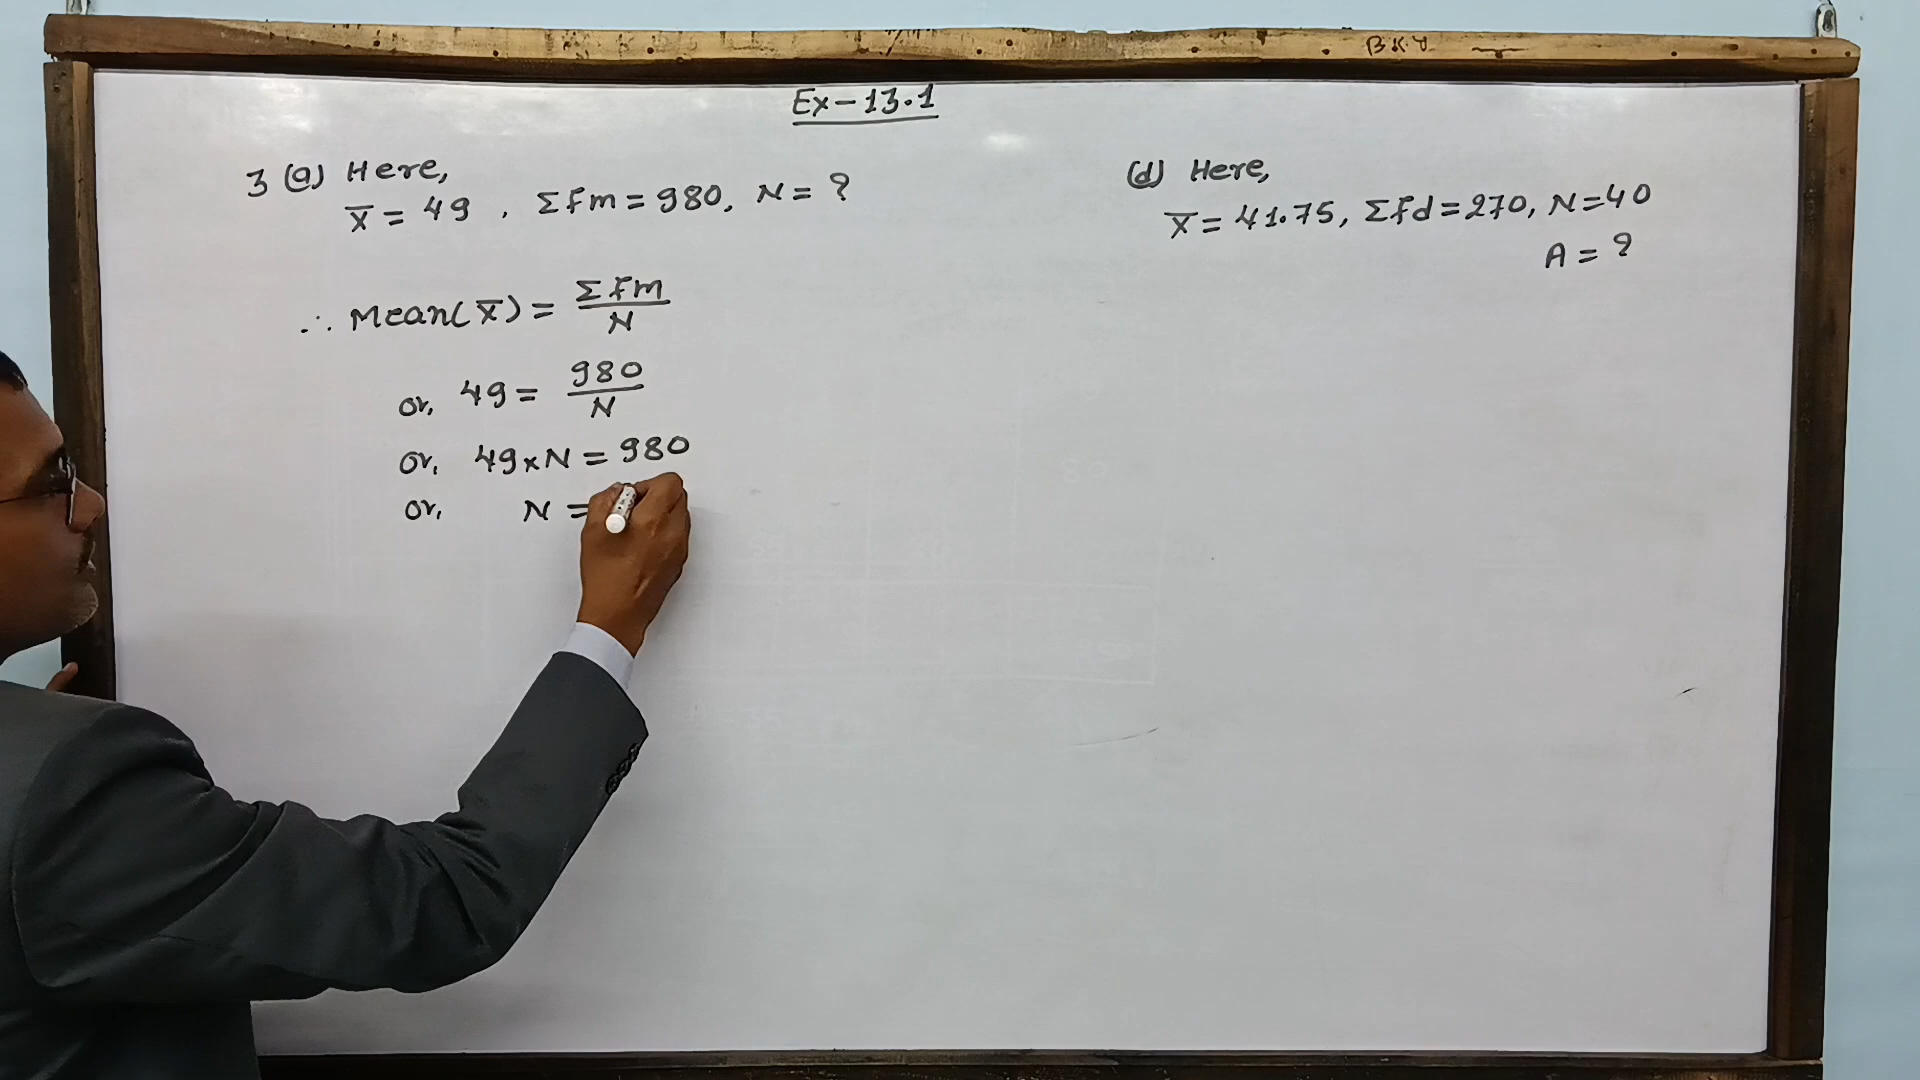 B.K.Y
Ex-13.1
3 (a) Here,
x̅ = 49, Σfm = 980, N = ?
∴ Mean(x̅) = Σfm/N
or, 49 = 980/N
or, 49×N = 980
or, N =
(d) Here,
x̅ = 41.75, Σfd = 270, N = 40
A = ?